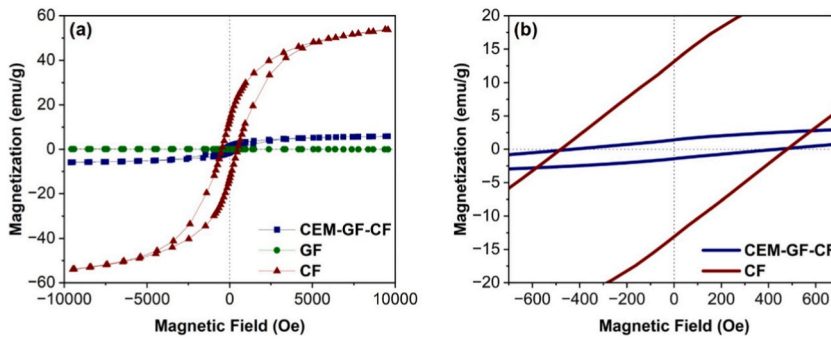 (a)
Magnetization (emu/g)
60
40
20
0
−20
−40
−60
−10000 −5000 0 5000 10000
Magnetic Field (Oe)
CEM-GF-CF
GF
CF
(b)
Magnetization (emu/g)
20
15
10
5
0
−5
−10
−15
−20
−600 −400 −200 0 200 400 600
Magnetic Field (Oe)
CEM-GF-CF
CF